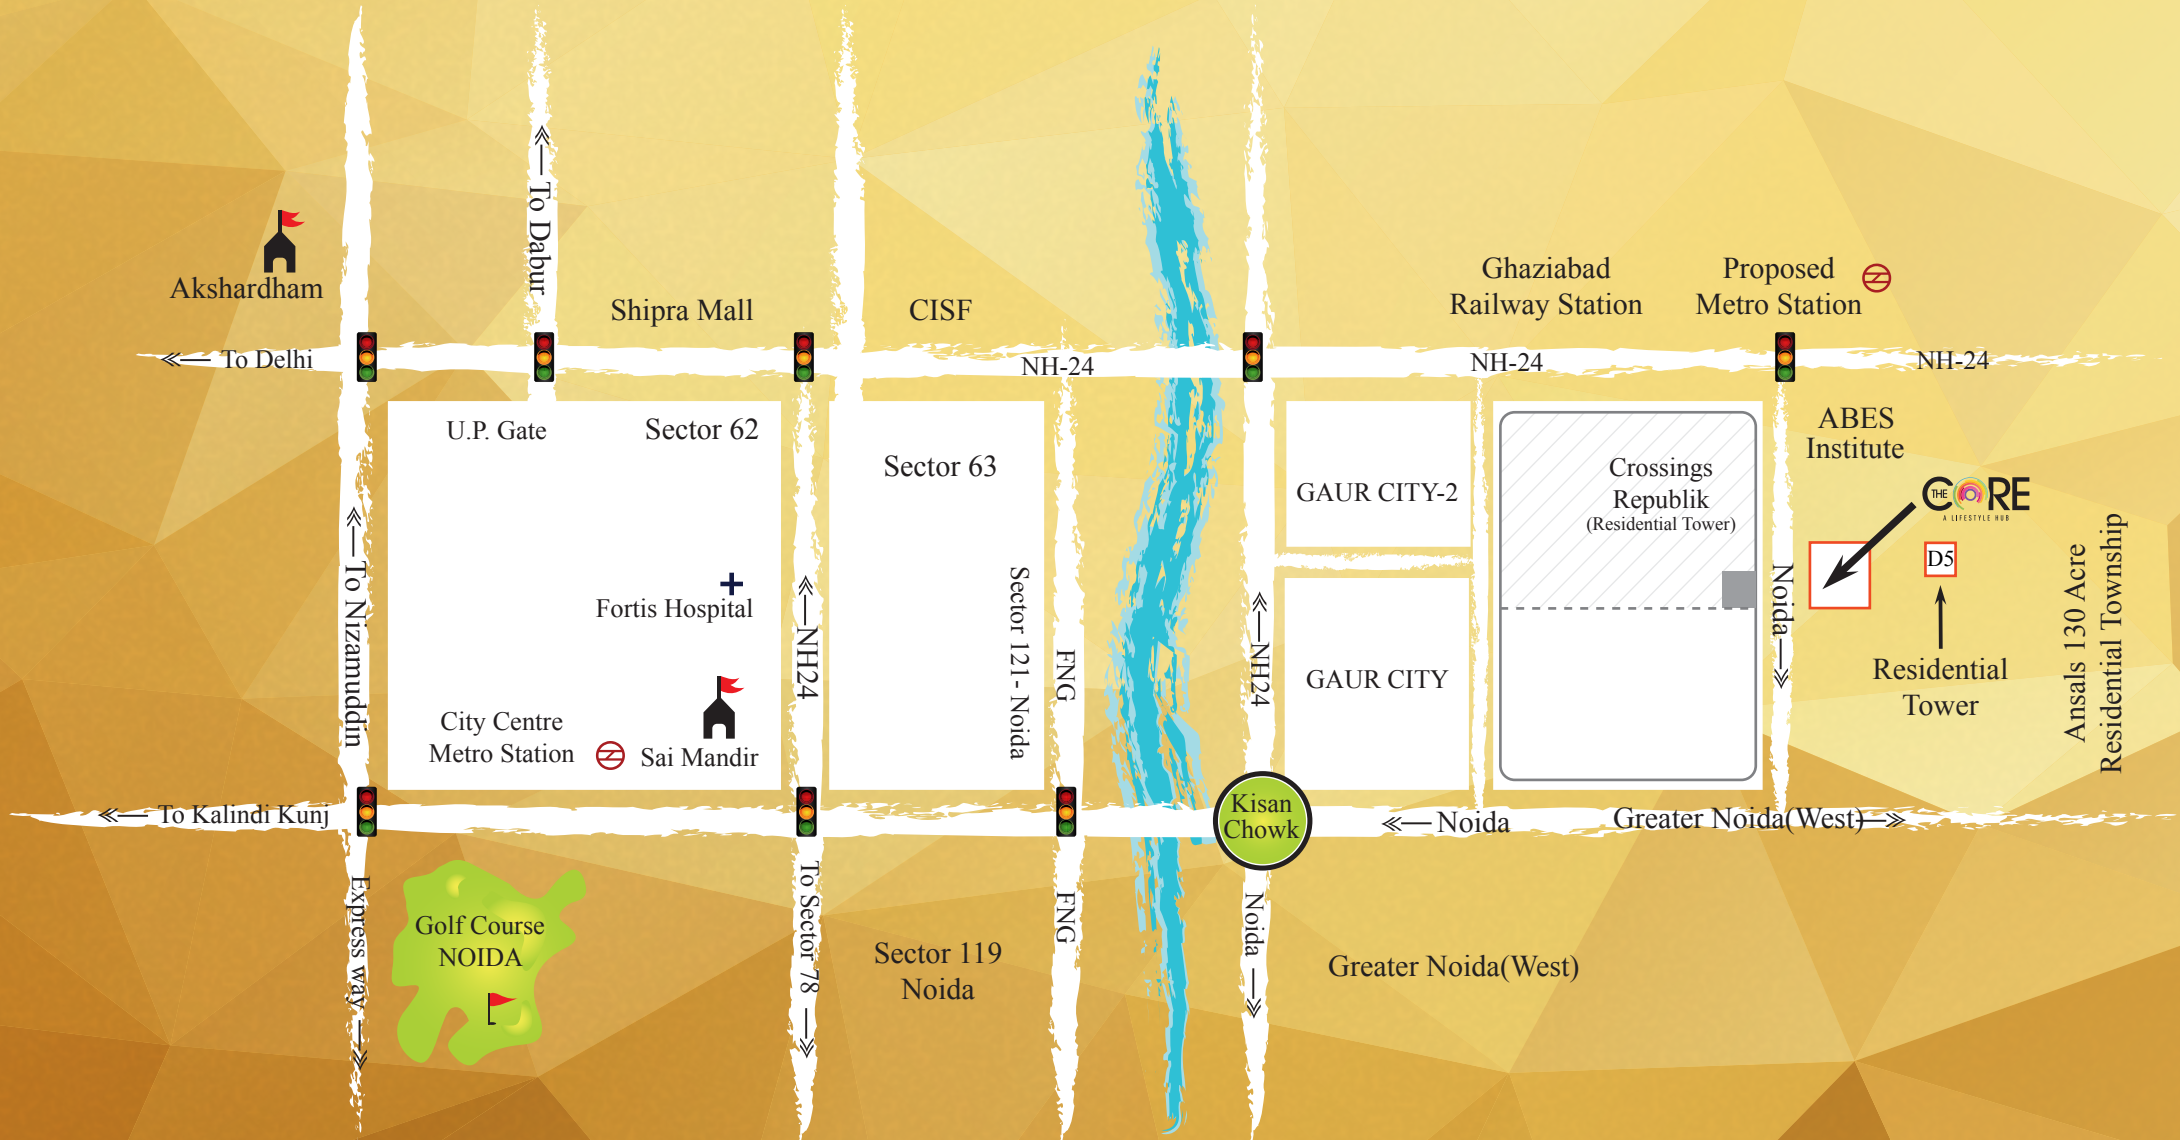 To Dabur
Akshardham
Shipra Mall
CISF
Ghaziabad
Railway Station
Proposed
Metro Station
To Delhi
NH-24
NH-24
NH-24
U.P. Gate
Sector 62
Sector 63
GAUR CITY-2
Crossings
Republik
(Residential Tower)
ABES
Institute
THE CORE
A LIFESTYLE HUB
D5
Residential
Tower
Ansals 130 Acre
Residential Township
To Nizamuddin
Fortis Hospital
NH24
Sector 121- Noida
FNG
NH24
GAUR CITY
Noida
City Centre
Metro Station
Sai Mandir
To Kalindi Kunj
Kisan
Chowk
Noida
Greater Noida(West)
Express way
Golf Course
NOIDA
To Sector 78
Sector 119
Noida
FNG
Noida
Greater Noida(West)